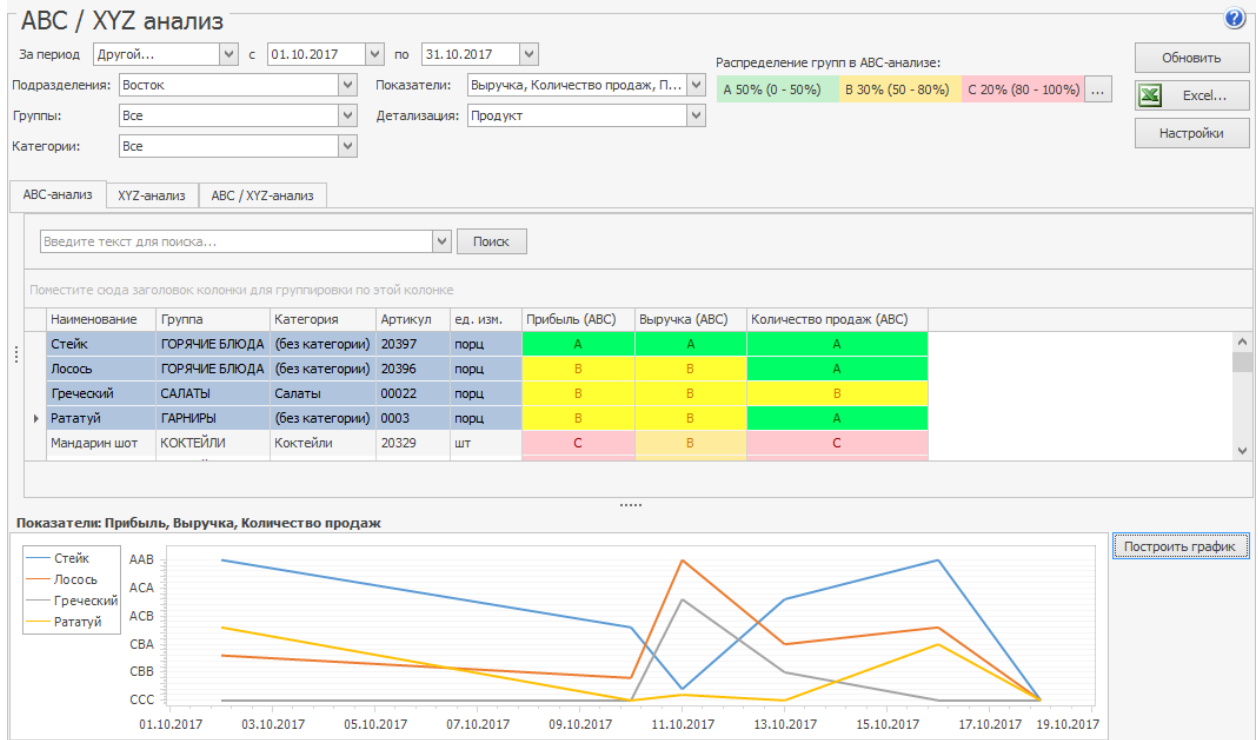 ABC / XYZ анализ
За период Другой... с 01.10.2017 по 31.10.2017
Распределение групп в ABC-анализе:
Обновить
Подразделения: Восток Показатели: Выручка, Количество продаж, П...
A 50% (0 - 50%) B 30% (50 - 80%) C 20% (80 - 100%) ...
Excel...
Группы: Все Детализация: Продукт
Настройки
Категории: Все
ABC-анализ XYZ-анализ ABC / XYZ-анализ
Введите текст для поиска... Поиск
Поместите сюда заголовок колонки для группировки по этой колонке
Наименование Группа Категория Артикул ед. изм. Прибыль (ABC) Выручка (ABC) Количество продаж (ABC)
Стейк ГОРЯЧИЕ БЛЮДА (без категории) 20397 порц A A A
Лосось ГОРЯЧИЕ БЛЮДА (без категории) 20396 порц B B A
Греческий САЛАТЫ Салаты 00022 порц B B B
Рататуй ГАРНИРЫ (без категории) 0003 порц B B A
Мандарин шот КОКТЕЙЛИ Коктейли 20329 шт C B C
Показатели: Прибыль, Выручка, Количество продаж
Построить график
Стейк
Лосось
Греческий
Рататуй
AAB
ACA
ACB
CBA
CBB
CCC
01.10.2017 03.10.2017 05.10.2017 07.10.2017 09.10.2017 11.10.2017 13.10.2017 15.10.2017 17.10.2017 19.10.2017